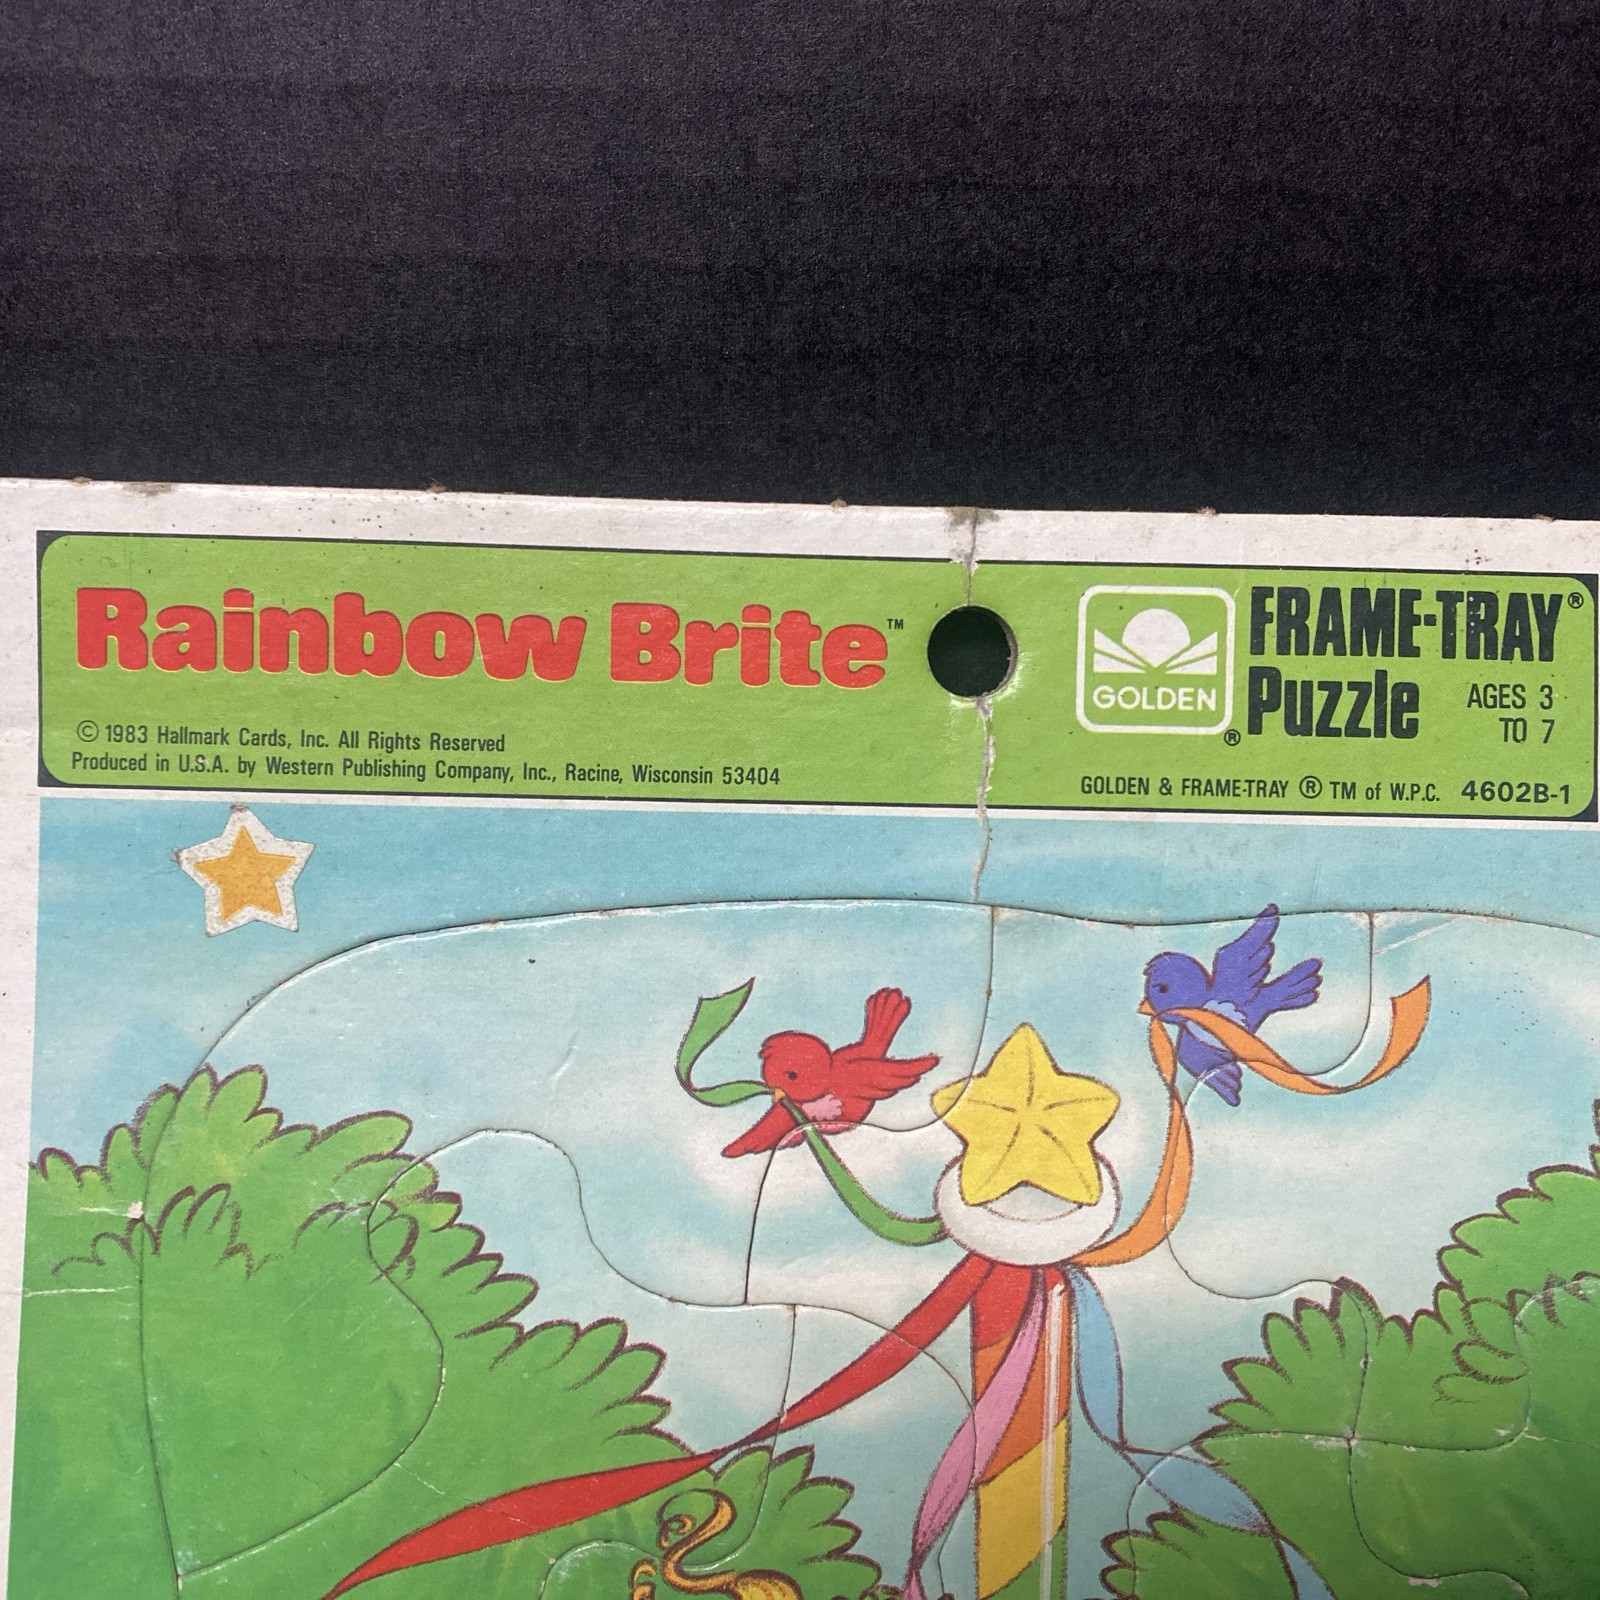 Rainbow Brite™
© 1983 Hallmark Cards, Inc. All Rights Reserved
Produced in U.S.A. by Western Publishing Company, Inc., Racine, Wisconsin 53404
GOLDEN®
FRAME-TRAY®
Puzzle
AGES 3
TO 7
GOLDEN & FRAME-TRAY ® TM of W.P.C. 4602B-1